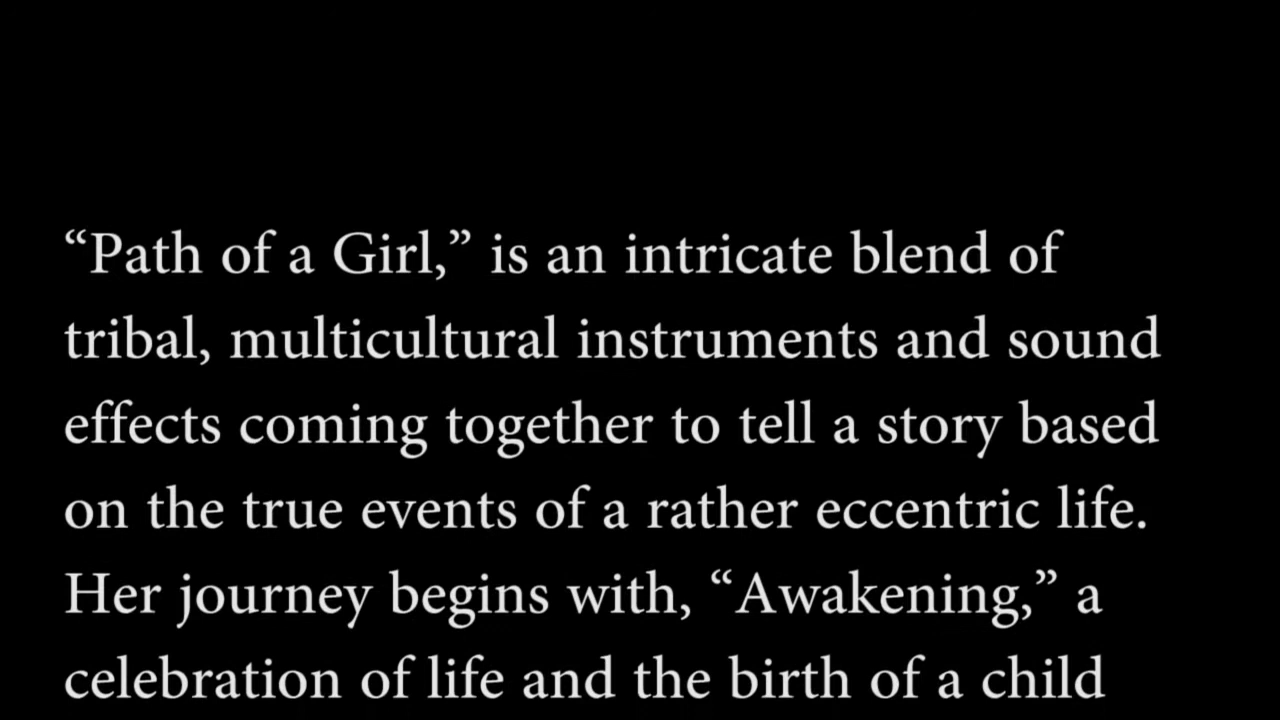 “Path of a Girl,” is an intricate blend of
tribal, multicultural instruments and sound
effects coming together to tell a story based
on the true events of a rather eccentric life.
Her journey begins with, “Awakening,” a
celebration of life and the birth of a child